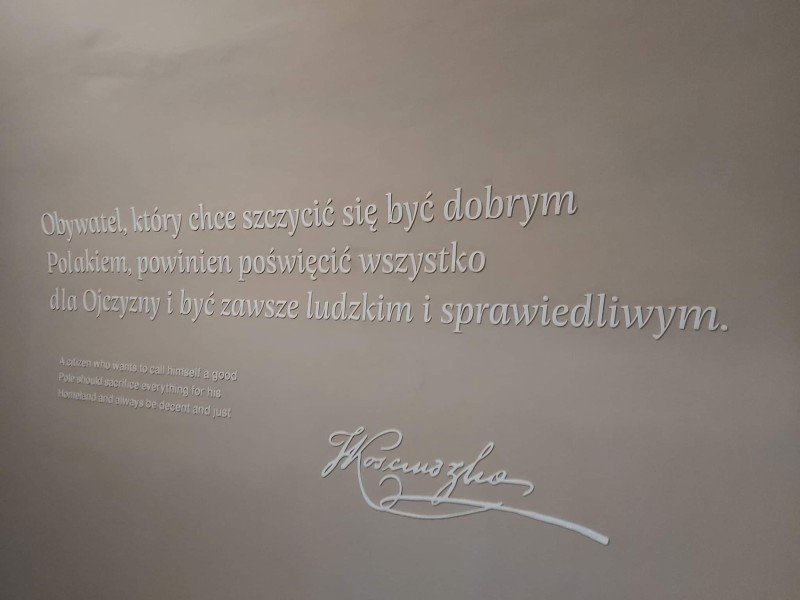 Obywatel, który chce szczycić się być dobrym
Polakiem, powinien poświęcić wszystko
dla Ojczyzny i być zawsze ludzkim i sprawiedliwym.
A citizen who wants to call himself a good
Pole should sacrifice everything for his
Homeland and always be decent and just
TKosciuszko